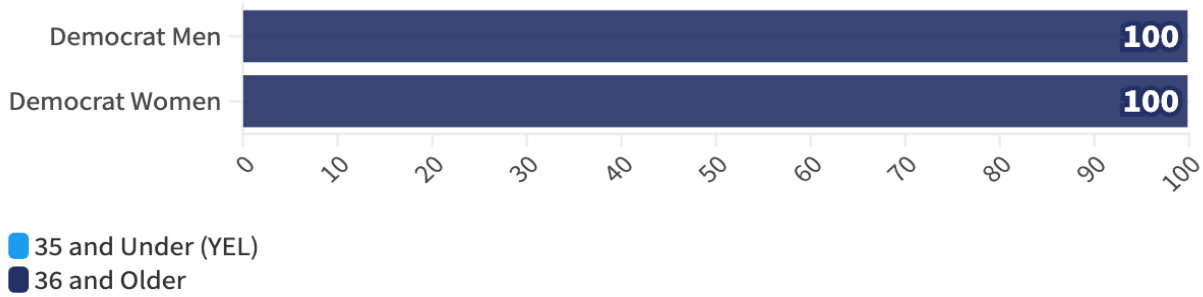 Democrat Men 100
Democrat Women 100
0 10 20 30 40 50 60 70 80 90 100
35 and Under (YEL)
36 and Older